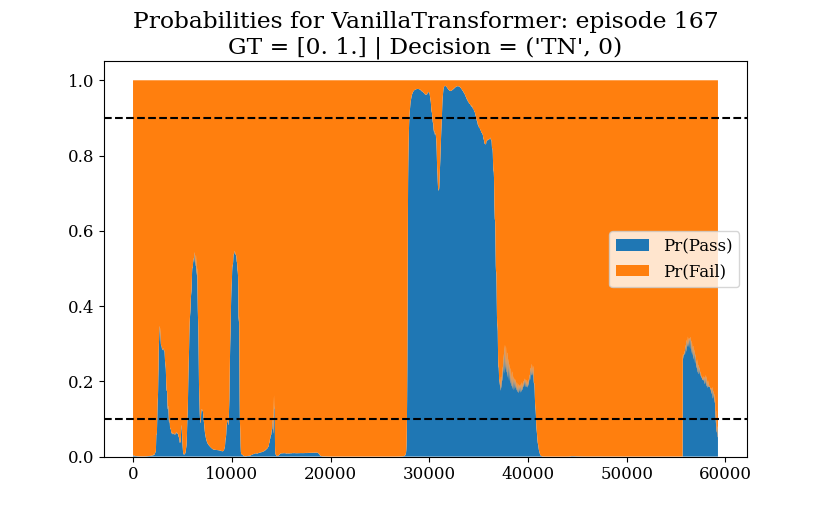 Probabilities for VanillaTransformer: episode 167
GT = [0. 1.] | Decision = ('TN', 0)
1.0
0.8
0.6
0.4
0.2
0.0
Pr(Pass)
Pr(Fail)
0 10000 20000 30000 40000 50000 60000